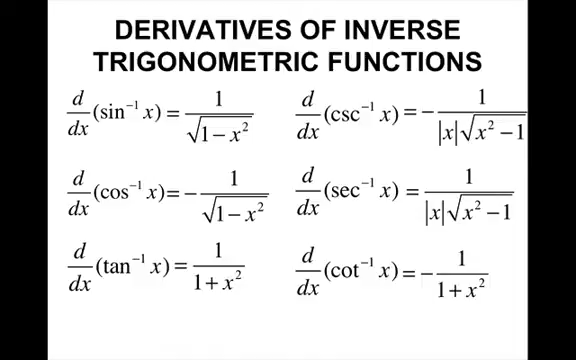 DERIVATIVES OF INVERSE
TRIGONOMETRIC FUNCTIONS
d/dx (sin⁻¹ x) = 1/√(1 − x²)
d/dx (csc⁻¹ x) = − 1/(|x|√(x² − 1))
d/dx (cos⁻¹ x) = − 1/√(1 − x²)
d/dx (sec⁻¹ x) = 1/(|x|√(x² − 1))
d/dx (tan⁻¹ x) = 1/(1 + x²)
d/dx (cot⁻¹ x) = − 1/(1 + x²)